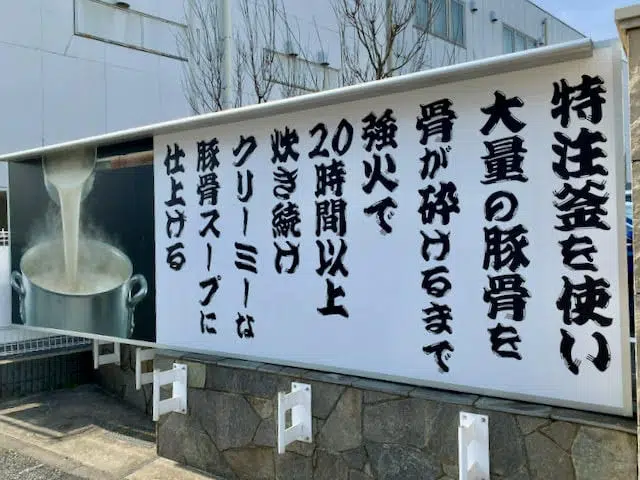 特注釜を使い
大量の豚骨を
骨が砕けるまで
強火で
20時間以上
炊き続け
クリーミーな
豚骨スープに
仕上げる